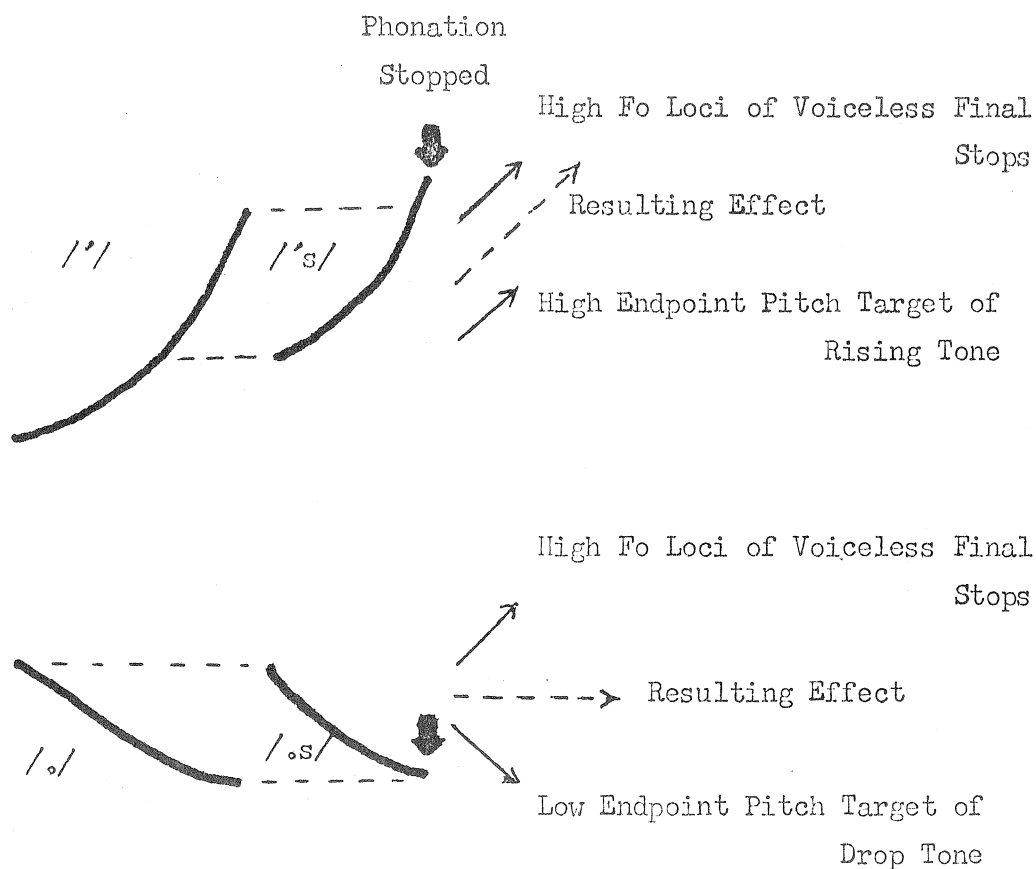 Phonation
Stopped
High Fo Loci of Voiceless Final
Stops
Resulting Effect
/'/
/'s/
High Endpoint Pitch Target of
Rising Tone
High Fo Loci of Voiceless Final
Stops
Resulting Effect
/./
/.s/
Low Endpoint Pitch Target of
Drop Tone